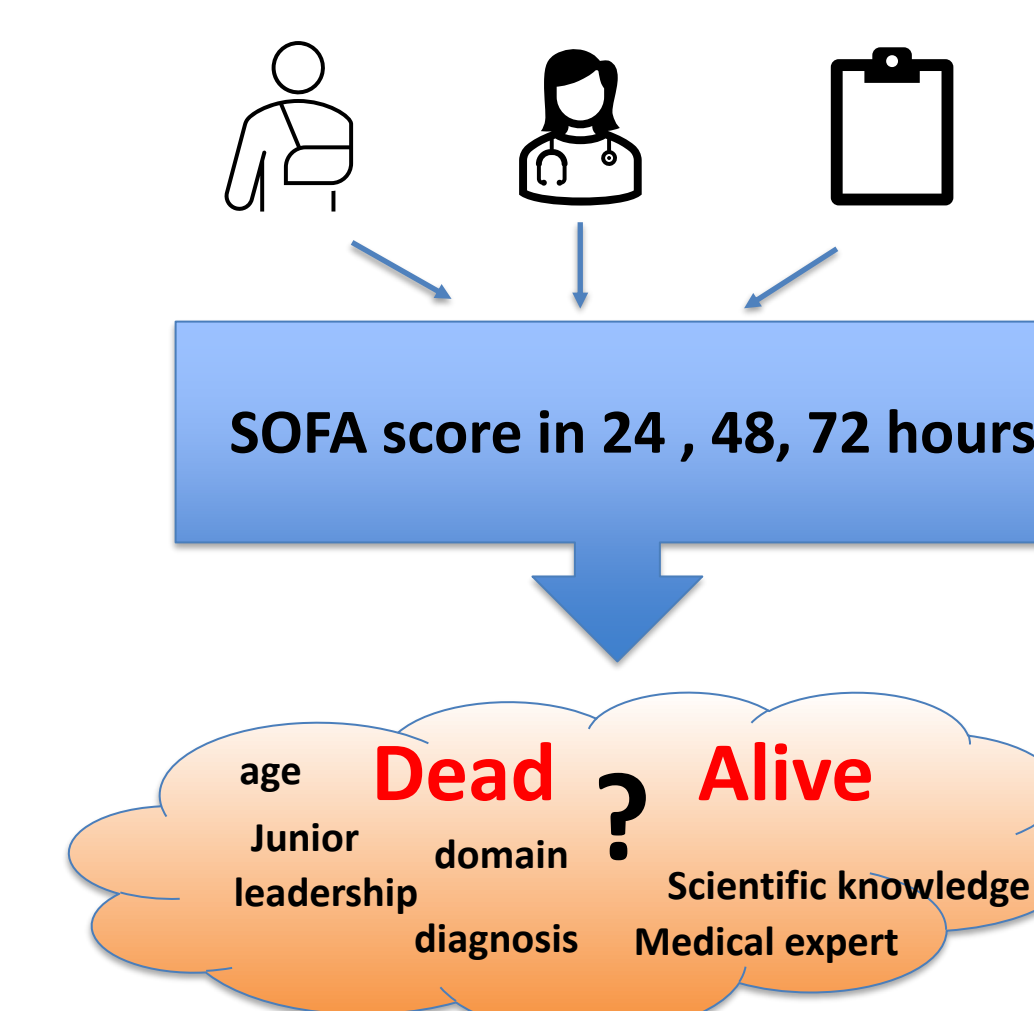 SOFA score in 24 , 48, 72 hours
age
Dead
?
Alive
Junior
leadership
domain
Scientific knowledge
diagnosis
Medical expert